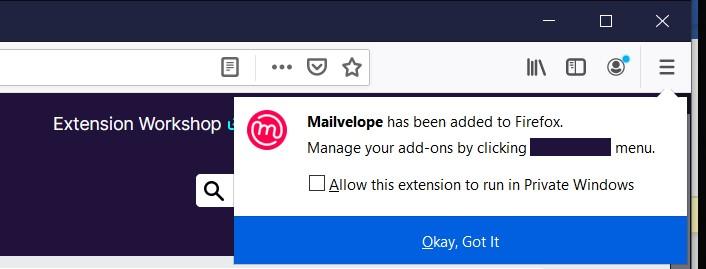 Extension Workshop
Mailvelope has been added to Firefox.
Manage your add-ons by clicking menu.
Allow this extension to run in Private Windows
Okay, Got It